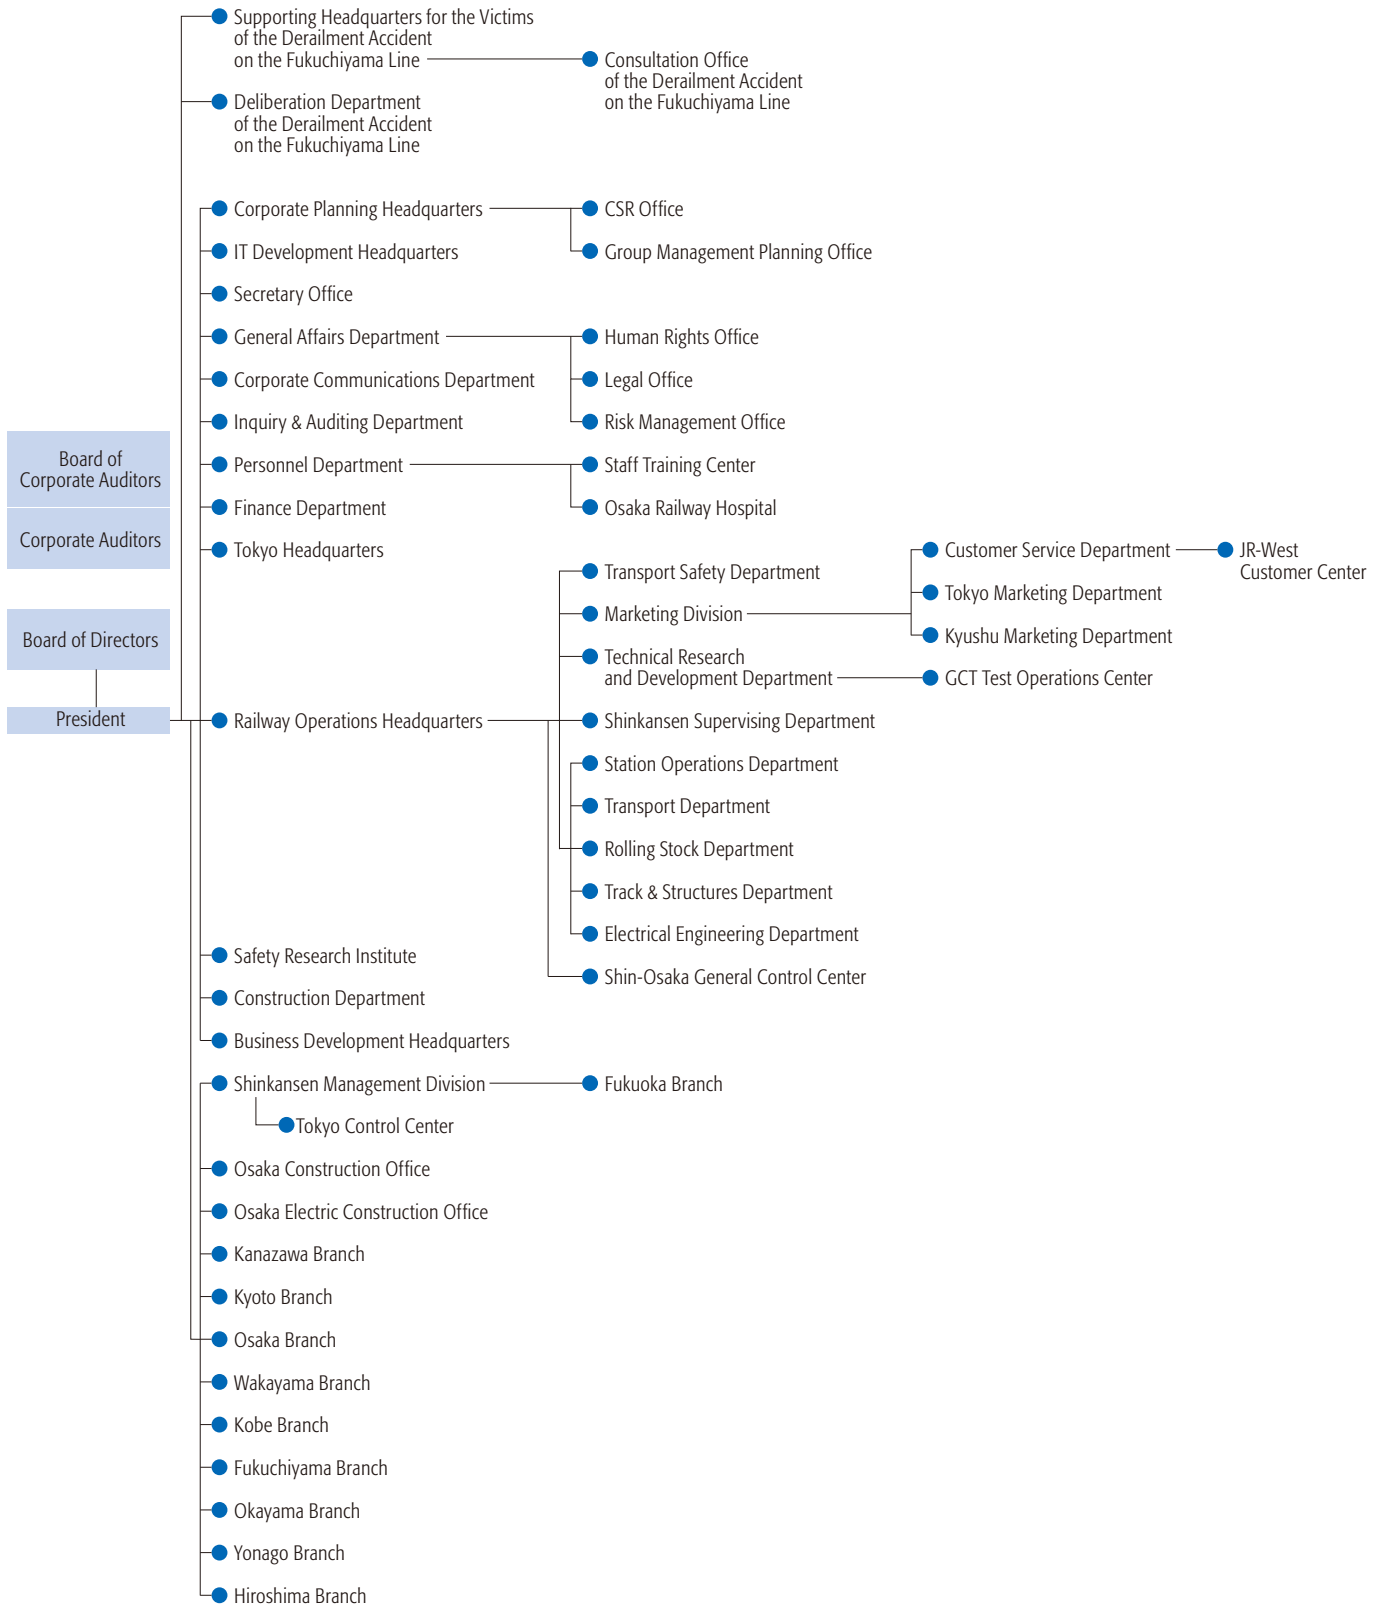 Supporting Headquarters for the Victims
of the Derailment Accident
on the Fukuchiyama Line
Consultation Office
of the Derailment Accident
on the Fukuchiyama Line
Deliberation Department
of the Derailment Accident
on the Fukuchiyama Line
Corporate Planning Headquarters
CSR Office
IT Development Headquarters
Group Management Planning Office
Secretary Office
General Affairs Department
Human Rights Office
Corporate Communications Department
Legal Office
Inquiry & Auditing Department
Risk Management Office
Board of
Corporate Auditors
Personnel Department
Staff Training Center
Finance Department
Osaka Railway Hospital
Corporate Auditors
Tokyo Headquarters
Customer Service Department
JR-West
Customer Center
Transport Safety Department
Tokyo Marketing Department
Marketing Division
Kyushu Marketing Department
Board of Directors
Technical Research
and Development Department
GCT Test Operations Center
President
Railway Operations Headquarters
Shinkansen Supervising Department
Station Operations Department
Transport Department
Rolling Stock Department
Track & Structures Department
Electrical Engineering Department
Safety Research Institute
Shin-Osaka General Control Center
Construction Department
Business Development Headquarters
Shinkansen Management Division
Fukuoka Branch
Tokyo Control Center
Osaka Construction Office
Osaka Electric Construction Office
Kanazawa Branch
Kyoto Branch
Osaka Branch
Wakayama Branch
Kobe Branch
Fukuchiyama Branch
Okayama Branch
Yonago Branch
Hiroshima Branch